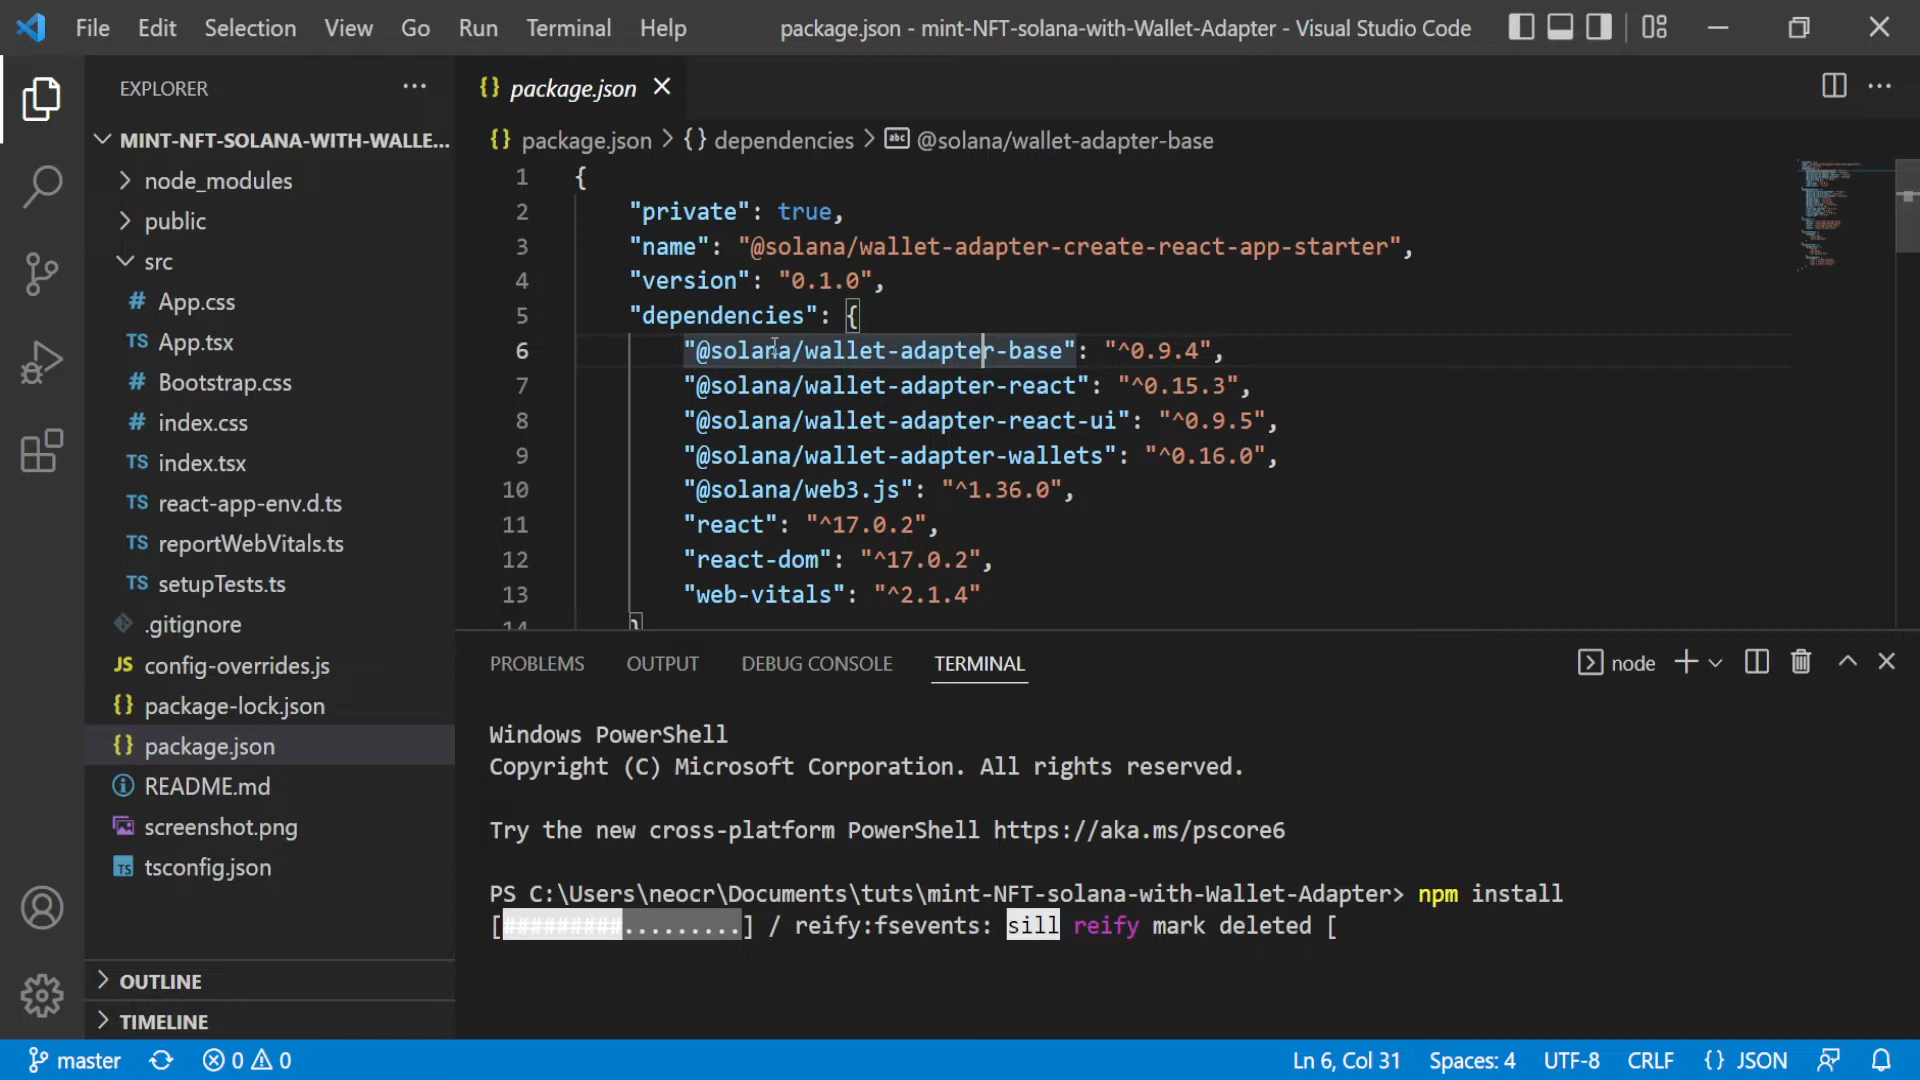 File Edit Selection View Go Run Terminal Help package.json - mint-NFT-solana-with-Wallet-Adapter - Visual Studio Code
EXPLORER ...
MINT-NFT-SOLANA-WITH-WALLE...
node_modules
public
src
# App.css
TS App.tsx
# Bootstrap.css
# index.css
TS index.tsx
TS react-app-env.d.ts
TS reportWebVitals.ts
TS setupTests.ts
.gitignore
JS config-overrides.js
{} package-lock.json
{} package.json
README.md
screenshot.png
TS tsconfig.json
OUTLINE
TIMELINE
{} package.json
{} package.json > {} dependencies > abc @solana/wallet-adapter-base
1 {
2 "private": true,
3 "name": "@solana/wallet-adapter-create-react-app-starter",
4 "version": "0.1.0",
5 "dependencies": {
6 "@solana/wallet-adapter-base": "^0.9.4",
7 "@solana/wallet-adapter-react": "^0.15.3",
8 "@solana/wallet-adapter-react-ui": "^0.9.5",
9 "@solana/wallet-adapter-wallets": "^0.16.0",
10 "@solana/web3.js": "^1.36.0",
11 "react": "^17.0.2",
12 "react-dom": "^17.0.2",
13 "web-vitals": "^2.1.4"
14 }
PROBLEMS OUTPUT DEBUG CONSOLE TERMINAL node
Windows PowerShell
Copyright (C) Microsoft Corporation. All rights reserved.
Try the new cross-platform PowerShell https://aka.ms/pscore6
PS C:\Users\neocr\Documents\tuts\mint-NFT-solana-with-Wallet-Adapter> npm install
[#########.........] / reify:fsevents: sill reify mark deleted [
master 0 0 Ln 6, Col 31 Spaces: 4 UTF-8 CRLF {} JSON